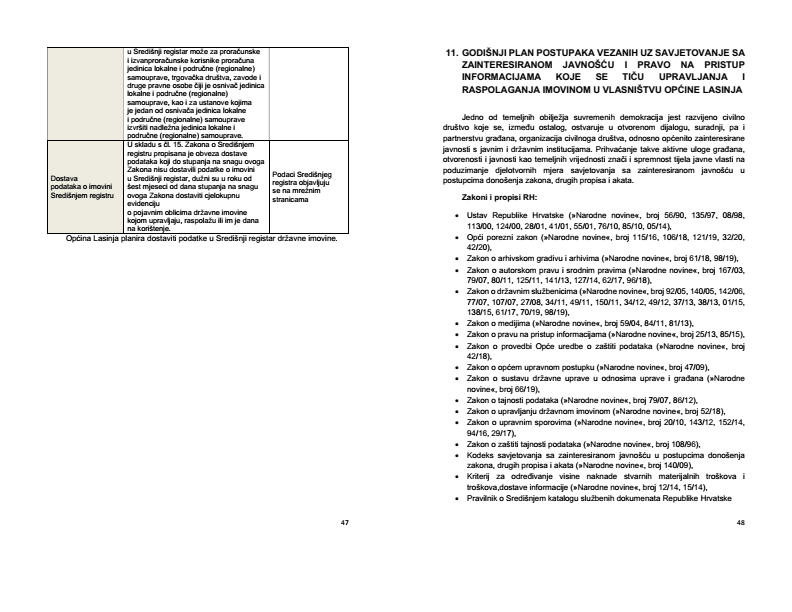 u Središnji registar može za proračunske
i izvanproračunske korisnike proračuna
jedinica lokalne i područne (regionalne)
samouprave, trgovačka društva, zavode i
druge pravne osobe čiji je osnivač jedinica
lokalne i područne (regionalne)
samouprave, kao i za ustanove kojima
je jedan od osnivača jedinica lokalne
i područne (regionalne) samouprave
izvršiti nadležna jedinica lokalne i
područne (regionalne) samouprave.
Dostava
podataka o imovini
Središnjem registru
U skladu s čl. 15. Zakona o Središnjem
registru propisana je obveza dostave
podataka koji do stupanja na snagu ovoga
Zakona nisu dostavili podatke o imovini
u Središnji registar, dužni su u roku od
šest mjeseci od dana stupanja na snagu
ovoga Zakona dostaviti cjelokupnu
evidenciju
o pojavnim oblicima državne imovine
kojom upravljaju, raspolažu ili im je dana
na korištenje.
Podaci Središnjeg
registra objavljuju
se na mrežnim
stranicama
Općina Lasinja planira dostaviti podatke u Središnji registar državne imovine.
47
11. GODIŠNJI PLAN POSTUPAKA VEZANIH UZ SAVJETOVANJE SA
ZAINTERESIRANOM JAVNOŠĆU I PRAVO NA PRISTUP
INFORMACIJAMA KOJE SE TIČU UPRAVLJANJA I
RASPOLAGANJA IMOVINOM U VLASNIŠTVU OPĆINE LASINJA
Jedno od temeljnih obilježja suvremenih demokracija jest razvijeno civilno
društvo koje se, između ostalog, ostvaruje u otvorenom dijalogu, suradnji, pa i
partnerstvu građana, organizacija civilnoga društva, odnosno općenito zainteresirane
javnosti s javnim i državnim institucijama. Prihvaćanje takve aktivne uloge građana,
otvorenosti i javnosti kao temeljnih vrijednosti znači i spremnost tijela javne vlasti na
poduzimanje djelotvornih mjera savjetovanja sa zainteresiranom javnošću u
postupcima donošenja zakona, drugih propisa i akata.
Zakoni i propisi RH:
• Ustav Republike Hrvatske (»Narodne novine«, broj 56/90, 135/97, 08/98,
113/00, 124/00, 28/01, 41/01, 55/01, 76/10, 85/10, 05/14),
• Opći porezni zakon (»Narodne novine«, broj 115/16, 106/18, 121/19, 32/20,
42/20),
• Zakon o arhivskom gradivu i arhivima (»Narodne novine«, broj 61/18, 98/19),
• Zakon o autorskom pravu i srodnim pravima (»Narodne novine«, broj 167/03,
79/07, 80/11, 125/11, 141/13, 127/14, 62/17, 96/18),
• Zakon o državnim službenicima (»Narodne novine«, broj 92/05, 140/05, 142/06,
77/07, 107/07, 27/08, 34/11, 49/11, 150/11, 34/12, 49/12, 37/13, 38/13, 01/15,
138/15, 61/17, 70/19, 98/19),
• Zakon o medijima (»Narodne novine«, broj 59/04, 84/11, 81/13),
• Zakon o pravu na pristup informacijama (»Narodne novine«, broj 25/13, 85/15),
• Zakon o provedbi Opće uredbe o zaštiti podataka (»Narodne novine«, broj
42/18),
• Zakon o općem upravnom postupku (»Narodne novine«, broj 47/09),
• Zakon o sustavu državne uprave u odnosima uprave i građana (»Narodne
novine«, broj 66/19),
• Zakon o tajnosti podataka (»Narodne novine«, broj 79/07, 86/12),
• Zakon o upravljanju državnom imovinom (»Narodne novine«, broj 52/18),
• Zakon o upravnim sporovima (»Narodne novine«, broj 20/10, 143/12, 152/14,
94/16, 29/17),
• Zakon o zaštiti tajnosti podataka (»Narodne novine«, broj 108/96),
• Kodeks savjetovanja sa zainteresiranom javnošću u postupcima donošenja
zakona, drugih propisa i akata (»Narodne novine«, broj 140/09),
• Kriterij za određivanje visine naknade stvarnih materijalnih troškova i
troškova,dostave informacije (»Narodne novine«, broj 12/14, 15/14),
• Pravilnik o Središnjem katalogu službenih dokumenata Republike Hrvatske
48